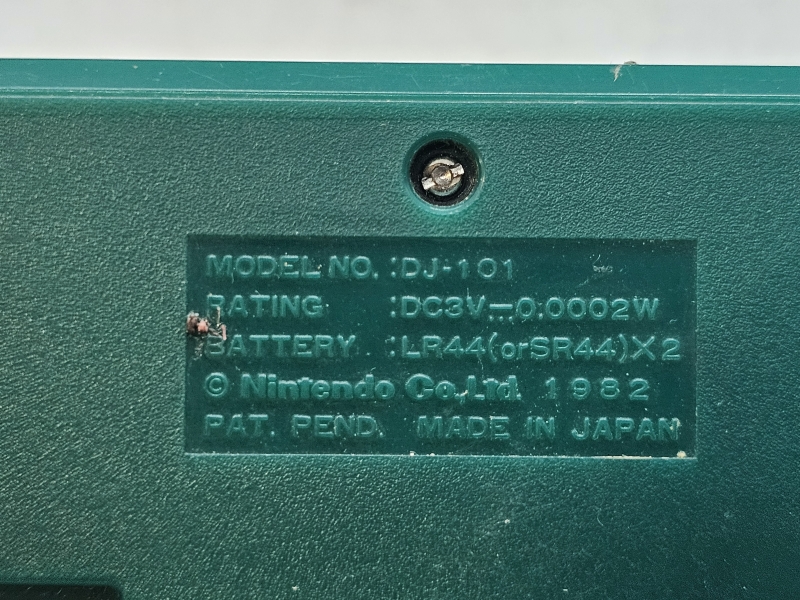 MODEL NO. :DJ-101
RATING :DC3V⎓0.0002W
BATTERY :LR44(orSR44)X2
© Nintendo Co.,Ltd. 1982
PAT. PEND. MADE IN JAPAN